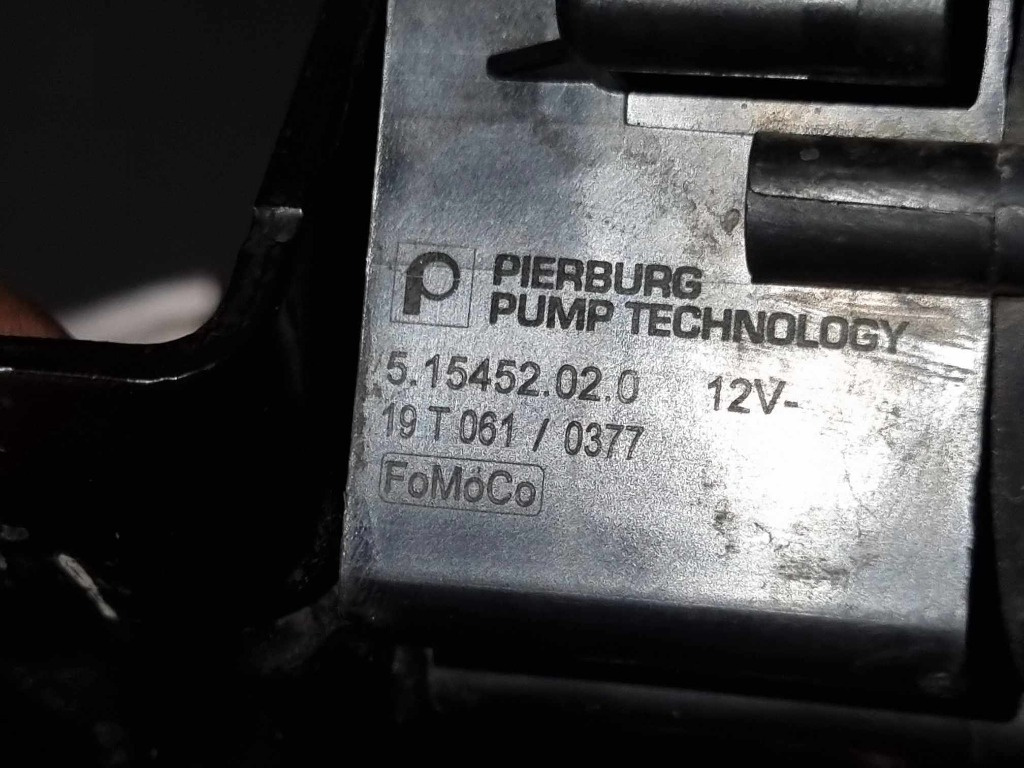 PIERBURG
PUMP TECHNOLOGY
5.15452.02.0 12V-
19 T 061 / 0377
FoMoCo